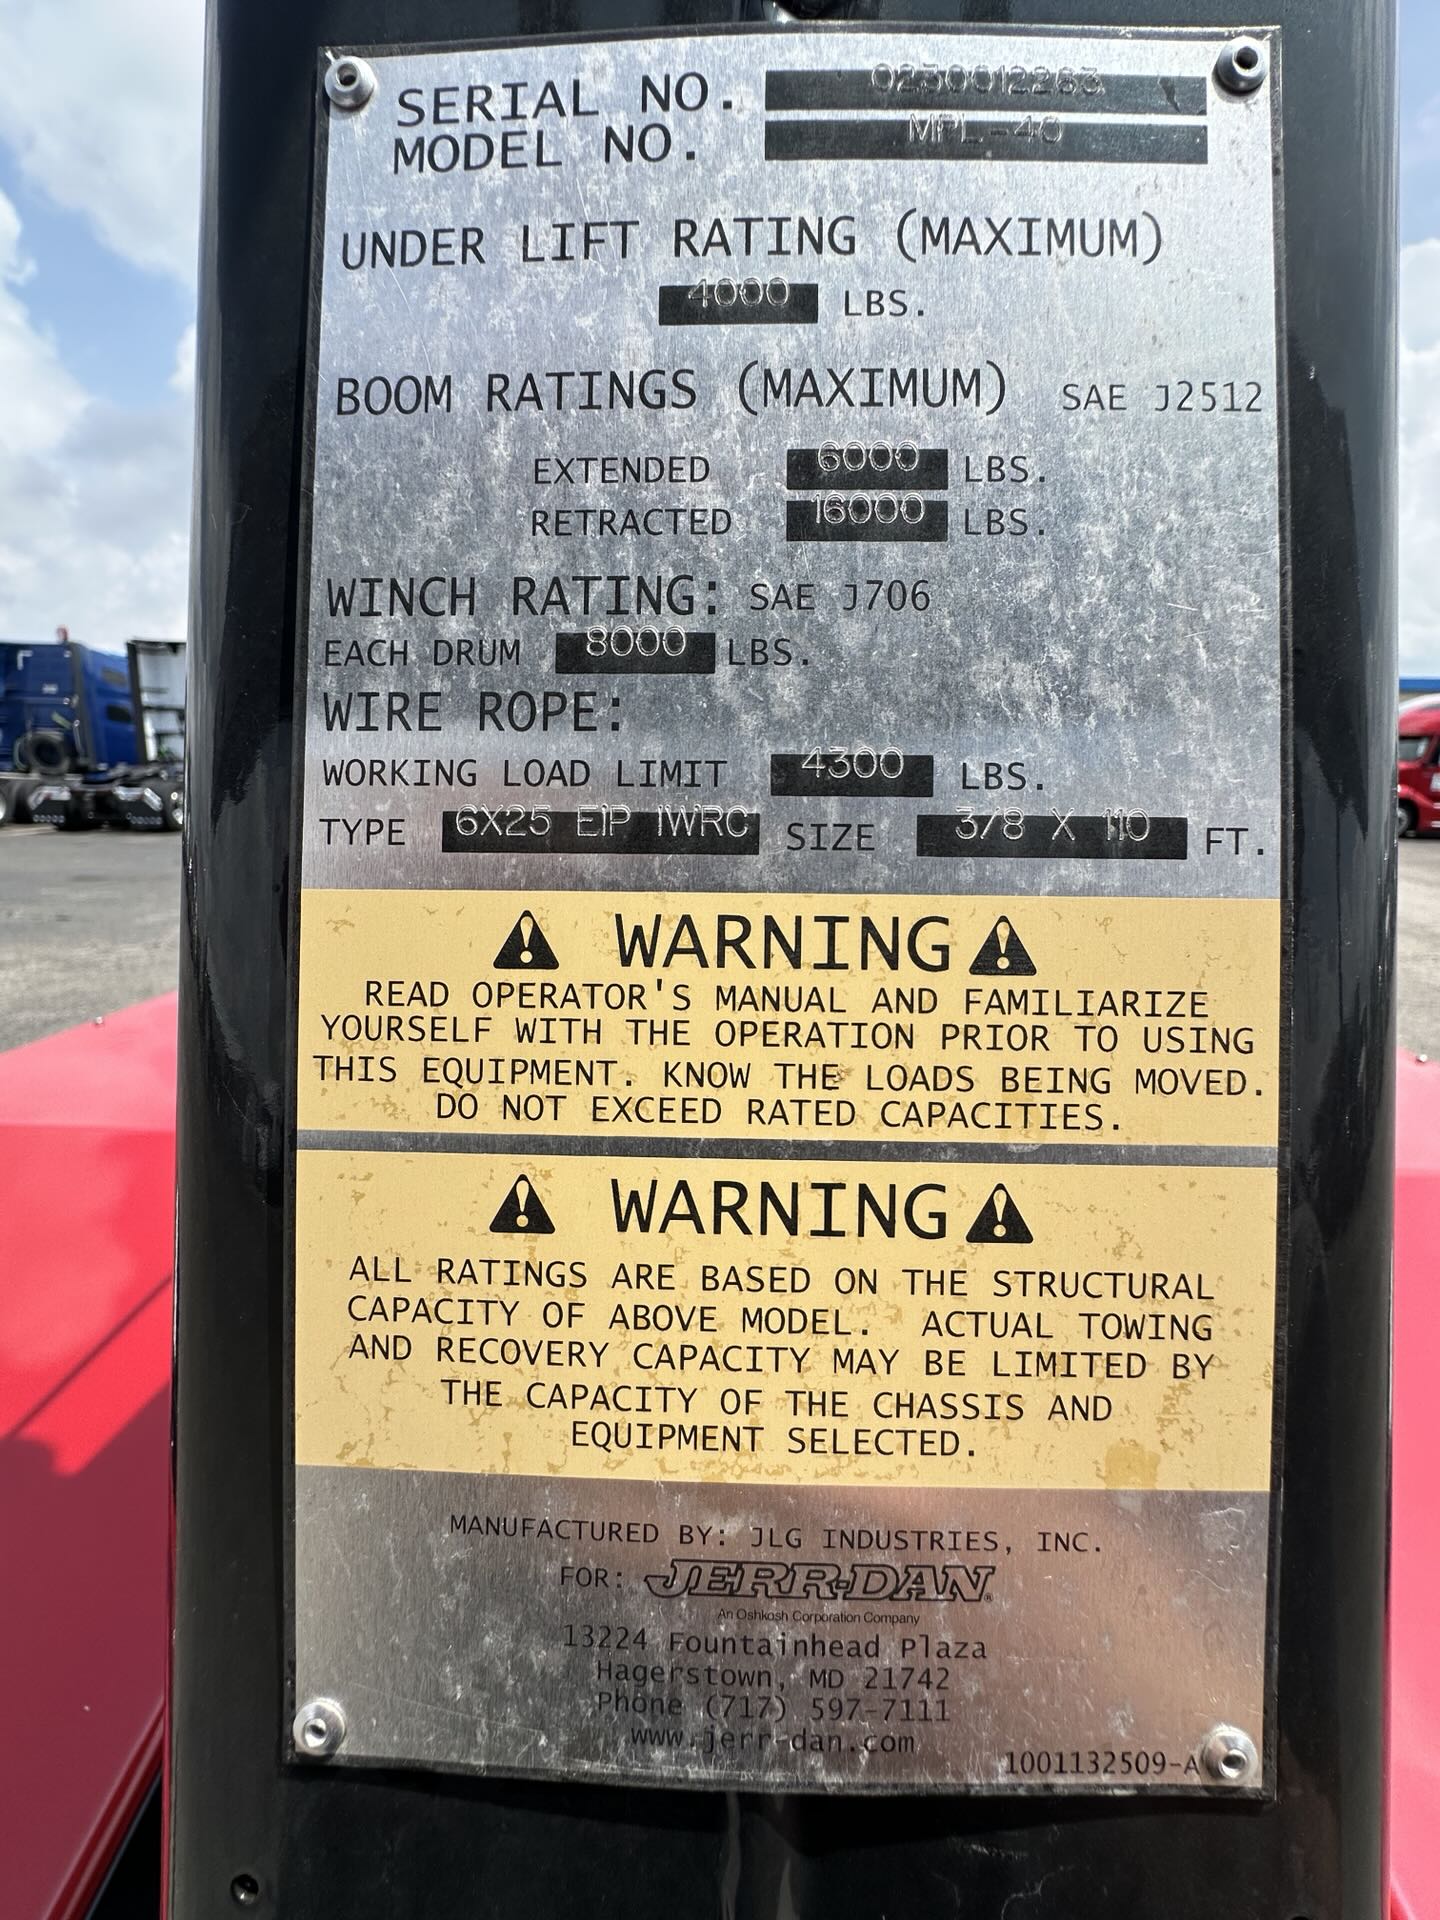 SERIAL NO. 0230012263
MODEL NO. MPL-40
UNDER LIFT RATING (MAXIMUM)
4000 LBS.
BOOM RATINGS (MAXIMUM) SAE J2512
EXTENDED 6000 LBS.
RETRACTED 16000 LBS.
WINCH RATING: SAE J706
EACH DRUM 8000 LBS.
WIRE ROPE:
WORKING LOAD LIMIT 4300 LBS.
TYPE 6X25 EIP IWRC SIZE 3/8 X 110 FT.
WARNING
READ OPERATOR'S MANUAL AND FAMILIARIZE
YOURSELF WITH THE OPERATION PRIOR TO USING
THIS EQUIPMENT. KNOW THE LOADS BEING MOVED.
DO NOT EXCEED RATED CAPACITIES.
WARNING
ALL RATINGS ARE BASED ON THE STRUCTURAL
CAPACITY OF ABOVE MODEL. ACTUAL TOWING
AND RECOVERY CAPACITY MAY BE LIMITED BY
THE CAPACITY OF THE CHASSIS AND
EQUIPMENT SELECTED.
MANUFACTURED BY: JLG INDUSTRIES, INC.
FOR: JERR-DAN®
An Oshkosh Corporation Company
13224 Fountainhead Plaza
Hagerstown, MD 21742
Phone (717) 597-7111
www.jerr-dan.com
1001132509-A